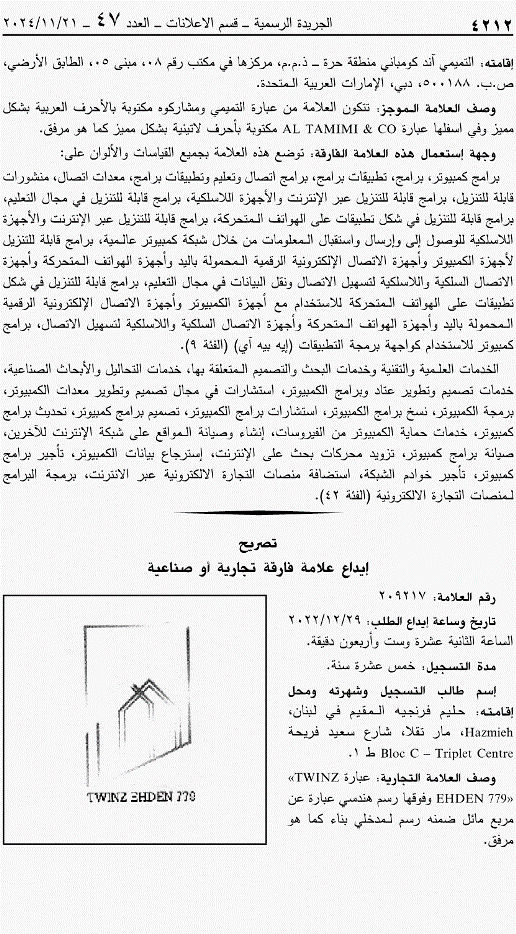 ٤٢١٢
الجريدة الرسمية ـ قسم الاعلانات ـ العدد ٤٧ ـ ٢٠٢٤/١١/٢١
إقامته: التميمي آند كومباني منطقة حرة ـ ذ.م.م، مركزها في مكتب رقم ٠٨، مبنى ٠٥، الطابق الأرضي،
ص.ب. ٥٠٠١٨٨، دبي، الإمارات العربية المتحدة.
وصف العلامة الموجز: تتكون العلامة من عبارة التميمي ومشاركوه مكتوبة بالأحرف العربية بشكل
مميز وفي اسفلها عبارة AL TAMIMI & CO مكتوبة بأحرف لاتينية بشكل مميز كما هو مرفق.
وجهة إستعمال هذه العلامة الفارقة: توضع هذه العلامة بجميع القياسات والألوان على:
برامج كمبيوتر، برامج، تطبيقات برامج، برامج اتصال وتعليم وتطبيقات برامج، معدات اتصال، منشورات
قابلة للتنزيل، برامج قابلة للتنزيل عبر الإنترنت والأجهزة اللاسلكية، برامج قابلة للتنزيل في مجال التعليم،
برامج قابلة للتنزيل في شكل تطبيقات على الهواتف المتحركة، برامج قابلة للتنزيل عبر الإنترنت والأجهزة
اللاسلكية للوصول إلى وإرسال واستقبال المعلومات من خلال شبكة كمبيوتر عالمية، برامج قابلة للتنزيل
لأجهزة الكمبيوتر وأجهزة الاتصال الإلكترونية الرقمية المحمولة باليد وأجهزة الهواتف المتحركة وأجهزة
الاتصال السلكية واللاسلكية لتسهيل الاتصال ونقل البيانات في مجال التعليم، برامج قابلة للتنزيل في شكل
تطبيقات على الهواتف المتحركة للاستخدام مع أجهزة الكمبيوتر وأجهزة الاتصال الإلكترونية الرقمية
المحمولة باليد وأجهزة الهواتف المتحركة وأجهزة الاتصال السلكية واللاسلكية لتسهيل الاتصال، برامج
كمبيوتر للاستخدام كواجهة برمجة التطبيقات (إيه بيه آي) (الفئة ٩).
الخدمات العلمية والتقنية وخدمات البحث والتصميم المتعلقة بها، خدمات التحاليل والأبحاث الصناعية،
خدمات تصميم وتطوير عتاد وبرامج الكمبيوتر، استشارات في مجال تصميم وتطوير معدات الكمبيوتر،
برمجة الكمبيوتر، نسخ برامج الكمبيوتر، استشارات برامج الكمبيوتر، تصميم برامج كمبيوتر، تحديث برامج
كمبيوتر، خدمات حماية الكمبيوتر من الفيروسات، إنشاء وصيانة المواقع على شبكة الإنترنت للآخرين،
صيانة برامج كمبيوتر، تزويد محركات بحث على الإنترنت، إسترجاع بيانات الكمبيوتر، تأجير برامج
كمبيوتر، تأجير خوادم الشبكة، استضافة منصات التجارة الالكترونية عبر الانترنت، برمجة البرامج
لمنصات التجارة الالكترونية (الفئة ٤٢).
تصريح
إيداع علامة فارقة تجارية أو صناعية
رقم العلامة: ٢٠٩٢١٧
تاريخ وساعة إيداع الطلب: ٢٠٢٢/١٢/٢٩
الساعة الثانية عشرة وست وأربعون دقيقة.
مدة التسجيل: خمس عشرة سنة.
إسم طالب التسجيل وشهرته ومحل
إقامته: حليم فرنجيه المقيم في لبنان،
Hazmieh، مار تقلا، شارع سعيد فريحة
Bloc C – Triplet Centre ط ١.
وصف العلامة التجارية: عبارة TWINZ»
«EHDEN 779 وفوقها رسم هندسي عبارة عن
مربع مائل ضمنه رسم لمدخلي بناء كما هو
مرفق.
TWINZ EHDEN 779